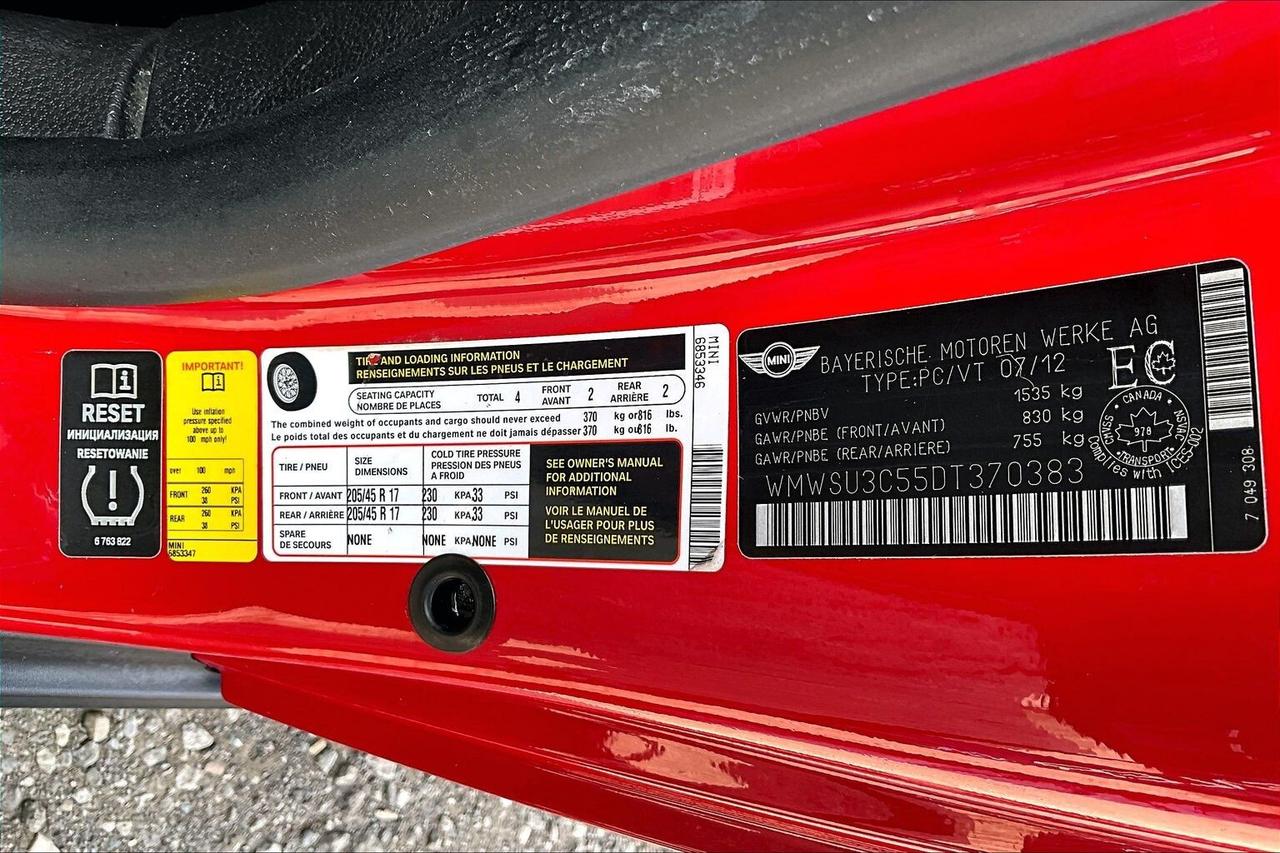 RESET
ИНИЦИАЛИЗАЦИЯ
RESETOWANIE
6 763 822
IMPORTANT!
Use inflation
pressure specified
above up to
100 mph only!
over 100 mph
FRONT 260 KPA
38 PSI
REAR 260 KPA
38 PSI
MINI
6853347
TIRE AND LOADING INFORMATION
RENSEIGNEMENTS SUR LES PNEUS ET LE CHARGEMENT
SEATING CAPACITY
NOMBRE DE PLACES
TOTAL 4
FRONT
AVANT 2
REAR
ARRIÈRE 2
The combined weight of occupants and cargo should never exceed 370 kg or 816 lbs.
Le poids total des occupants et du chargement ne doit jamais dépasser 370 kg ou 816 lb.
TIRE / PNEU
SIZE
DIMENSIONS
COLD TIRE PRESSURE
PRESSION DES PNEUS
A FROID
FRONT / AVANT 205/45 R 17 230 KPA 33 PSI
REAR / ARRIÈRE 205/45 R 17 230 KPA 33 PSI
SPARE
DE SECOURS NONE NONE KPA NONE PSI
SEE OWNER'S MANUAL
FOR ADDITIONAL
INFORMATION
VOIR LE MANUEL DE
L'USAGER POUR PLUS
DE RENSEIGNEMENTS
MINI
6853346
MINI
BAYERISCHE MOTOREN WERKE AG
TYPE:PC/VT 07/12
GVWR/PNBV 1535 kg
GAWR/PNBE (FRONT/AVANT) 830 kg
GAWR/PNBE (REAR/ARRIERE) 755 kg
WMWSU3C55DT370383
EC
CANADA
978
TRANSPORT
CMVSS
NSVAC
Complies with ICES-002
7 049 308